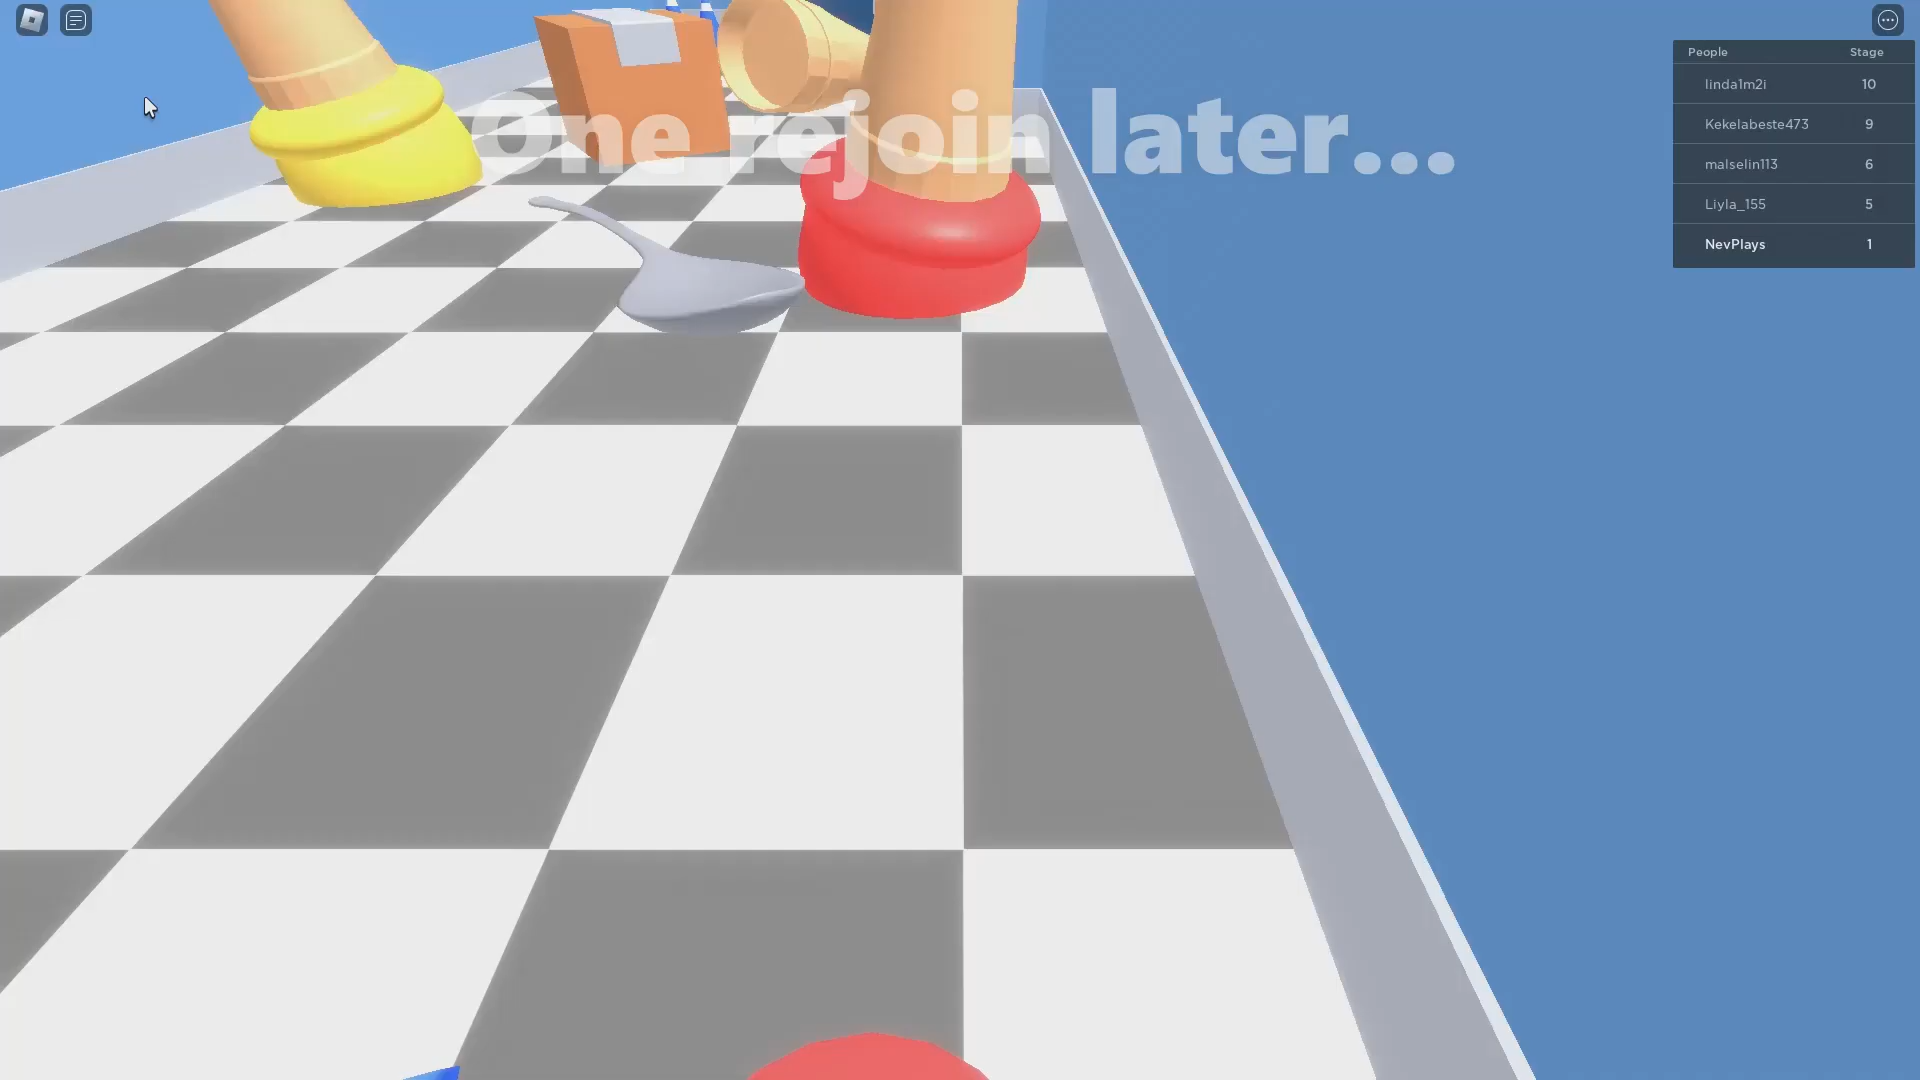 One rejoin later...
People Stage
linda1m2i 10
Kekelabeste473 9
malselin113 6
Liyla_155 5
NevPlays 1